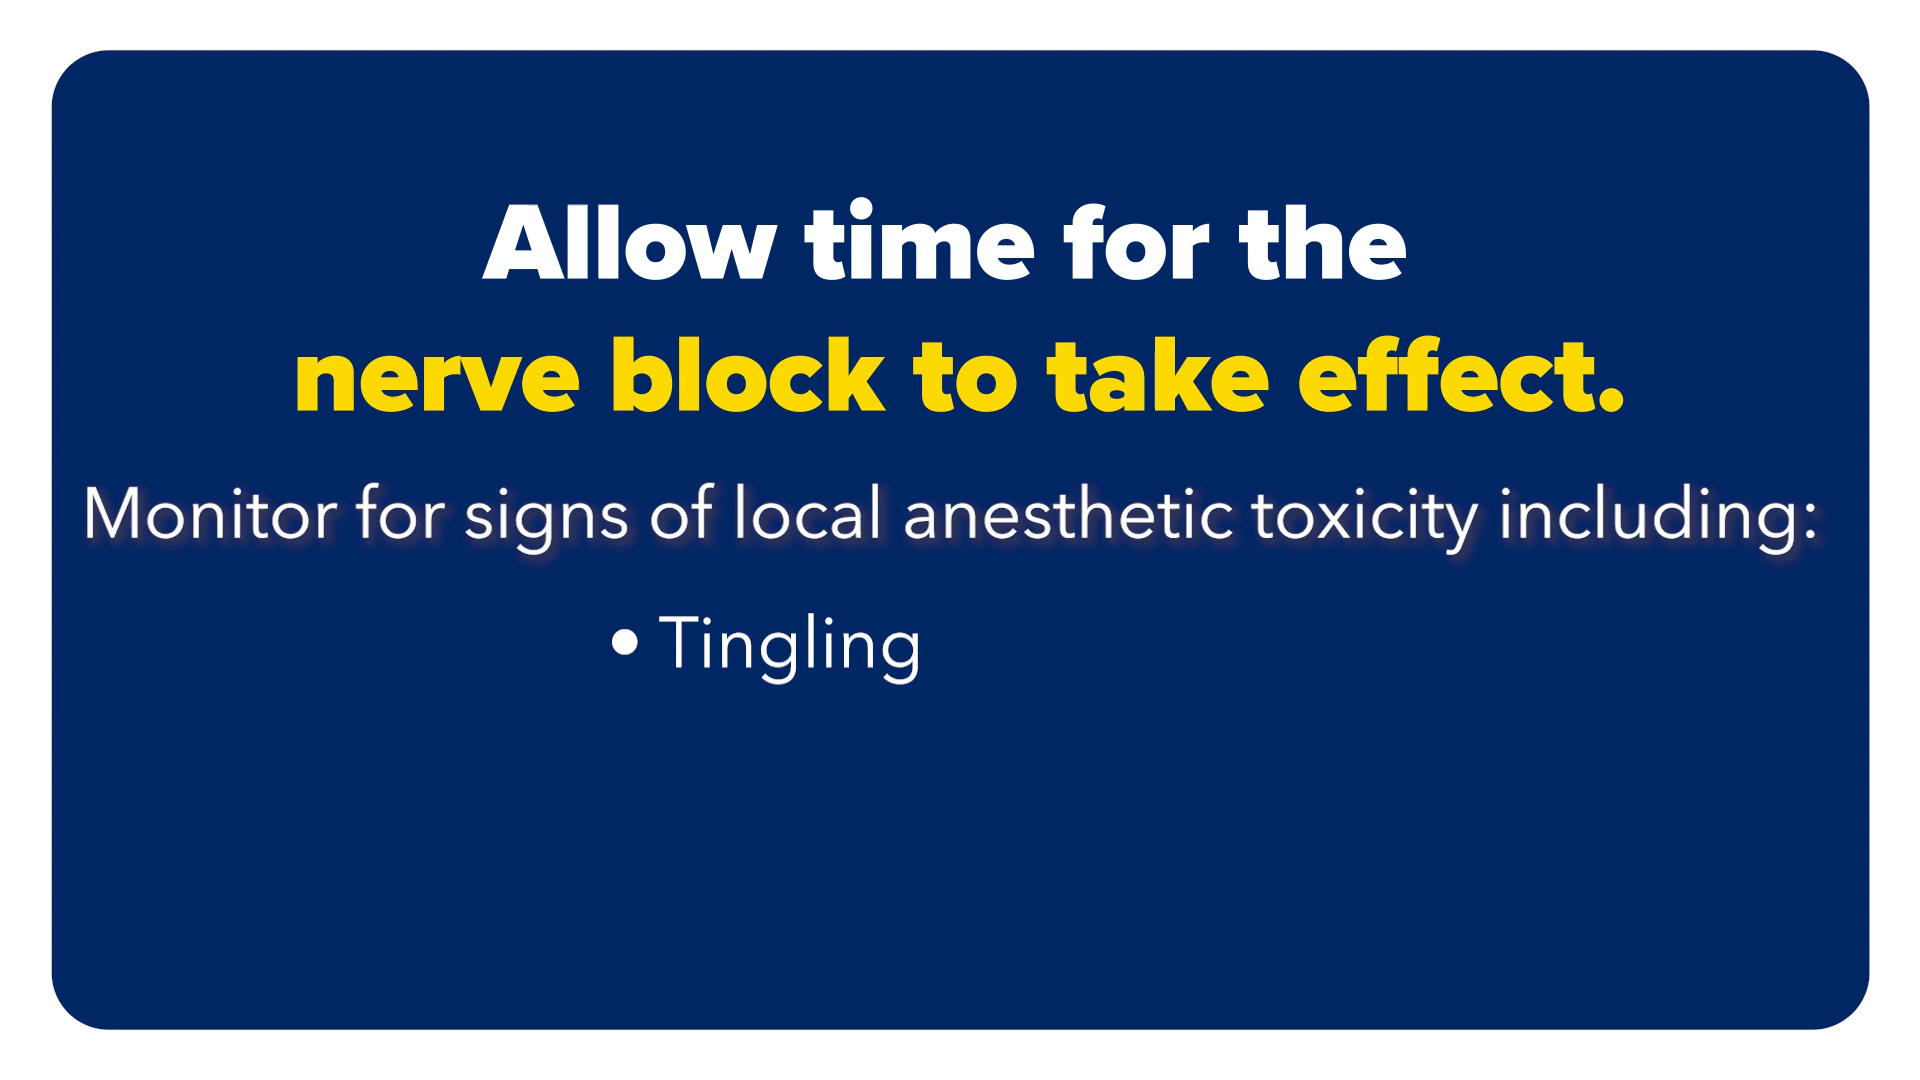 Allow time for the
nerve block to take effect.
Monitor for signs of local anesthetic toxicity including:
• Tingling